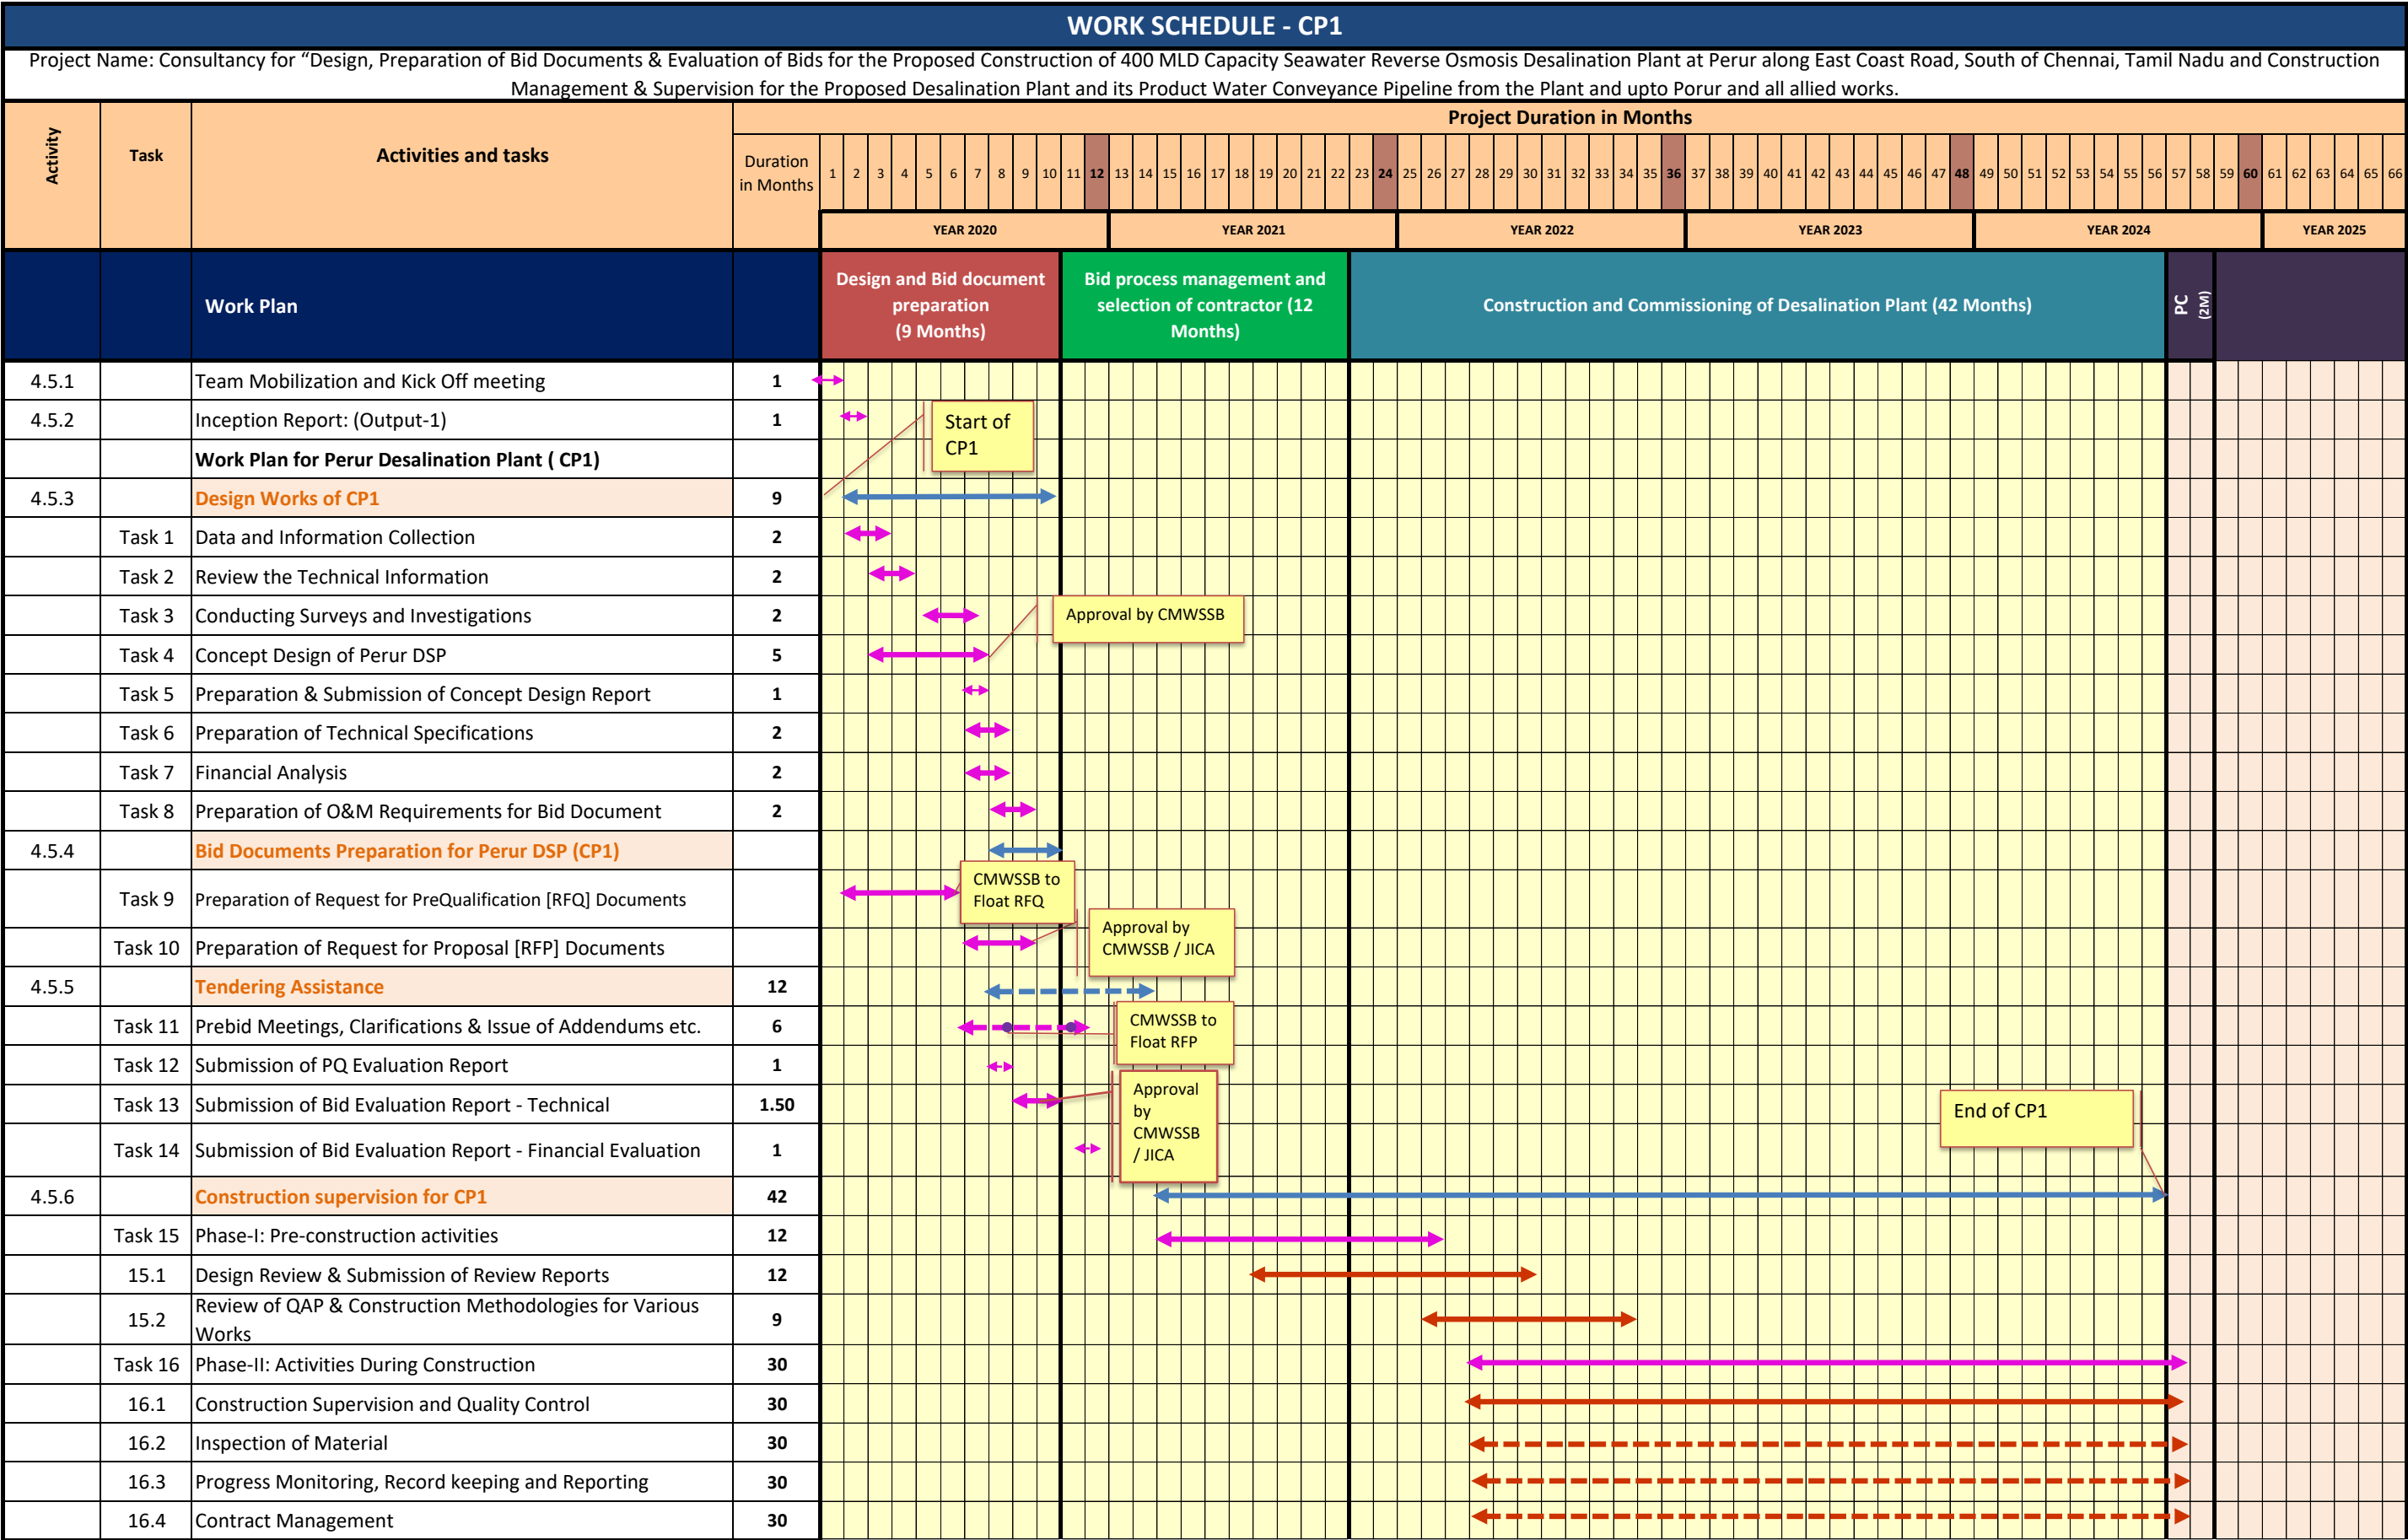 WORK SCHEDULE - CP1
Project Name: Consultancy for “Design, Preparation of Bid Documents & Evaluation of Bids for the Proposed Construction of 400 MLD Capacity Seawater Reverse Osmosis Desalination Plant at Perur along East Coast Road, South of Chennai, Tamil Nadu and Construction
Management & Supervision for the Proposed Desalination Plant and its Product Water Conveyance Pipeline from the Plant and upto Porur and all allied works.
Activity
Task
Activities and tasks
Project Duration in Months
Duration
in Months
1 2 3 4 5 6 7 8 9 10 11 12 13 14 15 16 17 18 19 20 21 22 23 24 25 26 27 28 29 30 31 32 33 34 35 36 37 38 39 40 41 42 43 44 45 46 47 48 49 50 51 52 53 54 55 56 57 58 59 60 61 62 63 64 65 66
YEAR 2020 YEAR 2021 YEAR 2022 YEAR 2023 YEAR 2024 YEAR 2025
Work Plan
Design and Bid document
preparation
(9 Months)
Bid process management and
selection of contractor (12
Months)
Construction and Commissioning of Desalination Plant (42 Months)
PC
(2M)
4.5.1 Team Mobilization and Kick Off meeting 1
4.5.2 Inception Report: (Output-1) 1
Start of
CP1
Work Plan for Perur Desalination Plant ( CP1)
4.5.3 Design Works of CP1 9
Task 1 Data and Information Collection 2
Task 2 Review the Technical Information 2
Task 3 Conducting Surveys and Investigations 2
Approval by CMWSSB
Task 4 Concept Design of Perur DSP 5
Task 5 Preparation & Submission of Concept Design Report 1
Task 6 Preparation of Technical Specifications 2
Task 7 Financial Analysis 2
Task 8 Preparation of O&M Requirements for Bid Document 2
4.5.4 Bid Documents Preparation for Perur DSP (CP1)
Task 9 Preparation of Request for PreQualification [RFQ] Documents
CMWSSB to
Float RFQ
Task 10 Preparation of Request for Proposal [RFP] Documents
Approval by
CMWSSB / JICA
4.5.5 Tendering Assistance 12
Task 11 Prebid Meetings, Clarifications & Issue of Addendums etc. 6
CMWSSB to
Float RFP
Task 12 Submission of PQ Evaluation Report 1
Task 13 Submission of Bid Evaluation Report - Technical 1.50
Approval
by
CMWSSB
/ JICA
End of CP1
Task 14 Submission of Bid Evaluation Report - Financial Evaluation 1
4.5.6 Construction supervision for CP1 42
Task 15 Phase-I: Pre-construction activities 12
15.1 Design Review & Submission of Review Reports 12
15.2 Review of QAP & Construction Methodologies for Various
Works 9
Task 16 Phase-II: Activities During Construction 30
16.1 Construction Supervision and Quality Control 30
16.2 Inspection of Material 30
16.3 Progress Monitoring, Record keeping and Reporting 30
16.4 Contract Management 30